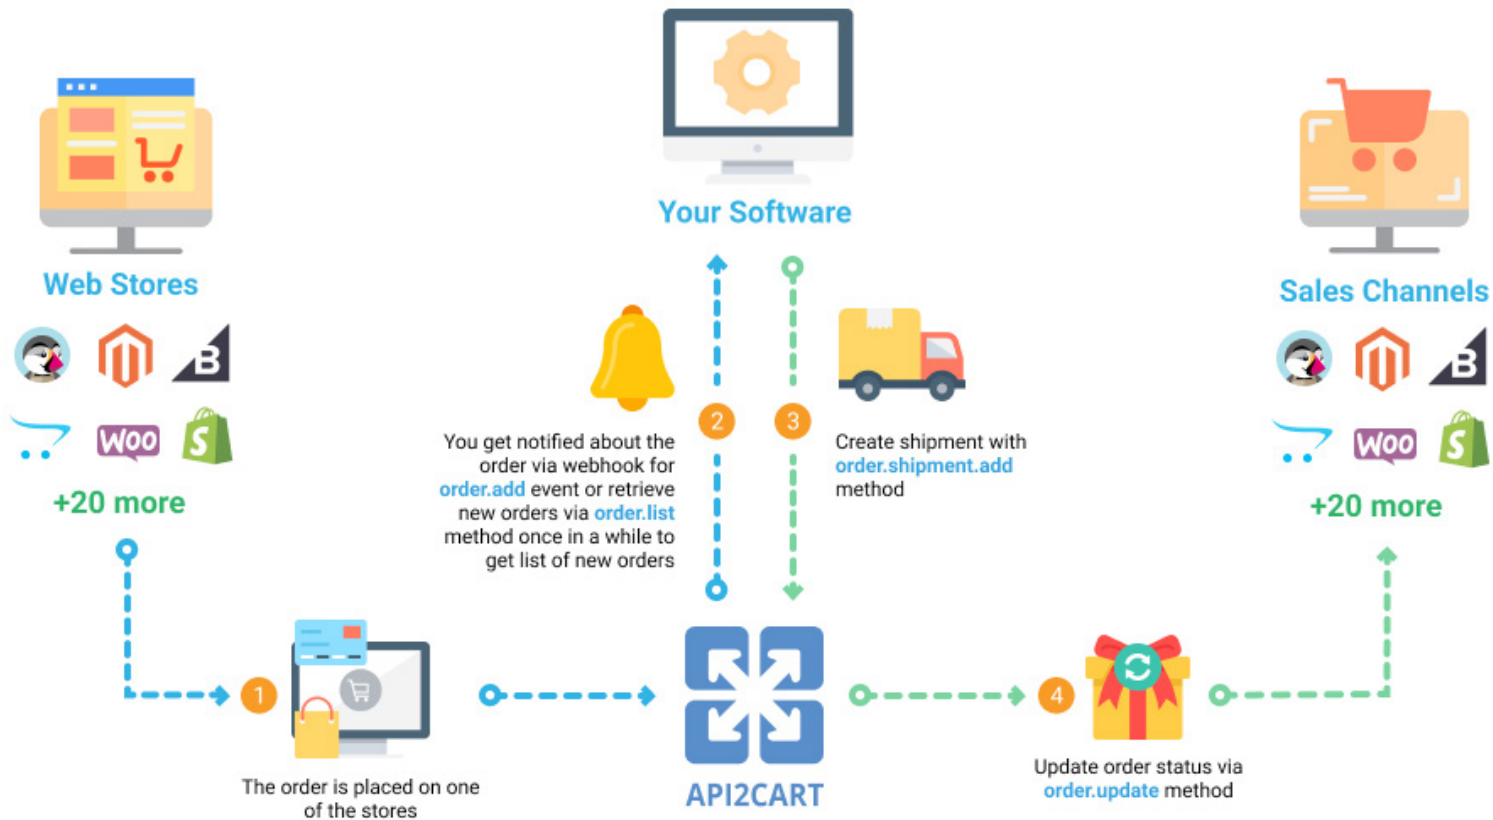 Your Software
Web Stores
B
WOO
S
+20 more
Sales Channels
B
WOO
S
+20 more
2
You get notified about the
order via webhook for
order.add event or retrieve
new orders via order.list
method once in a while to
get list of new orders
3
Create shipment with
order.shipment.add
method
1
The order is placed on one
of the stores
API2CART
4
Update order status via
order.update method